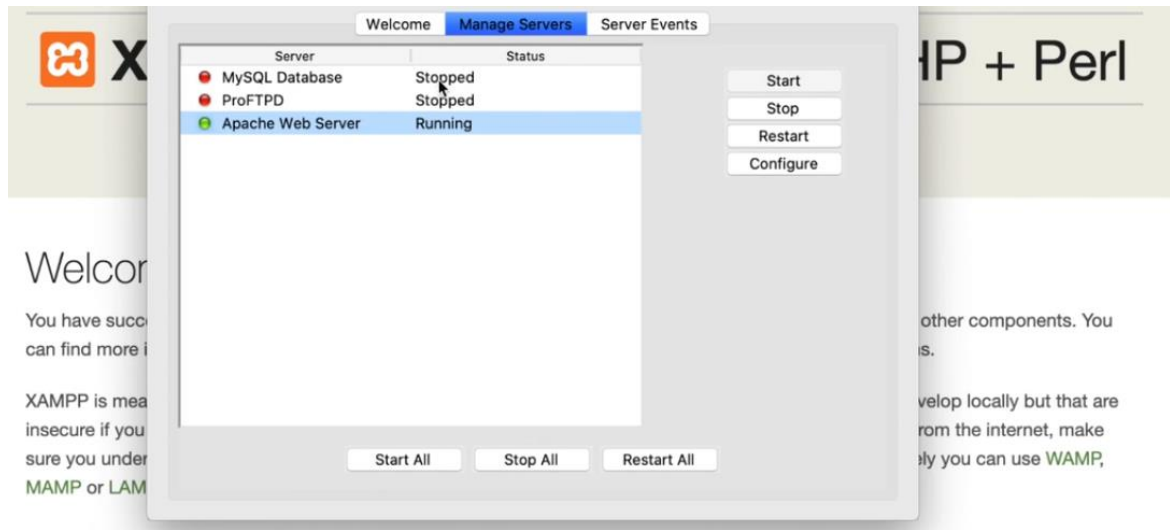 Welcome Manage Servers Server Events
X HP + Perl
Server Status
MySQL Database Stopped
ProFTPD Stopped
Apache Web Server Running
Start
Stop
Restart
Configure
Welcom
You have succ other components. You
can find more i s.
XAMPP is mea velop locally but that are
insecure if you rom the internet, make
sure you under ely you can use WAMP,
MAMP or LAM
Start All Stop All Restart All